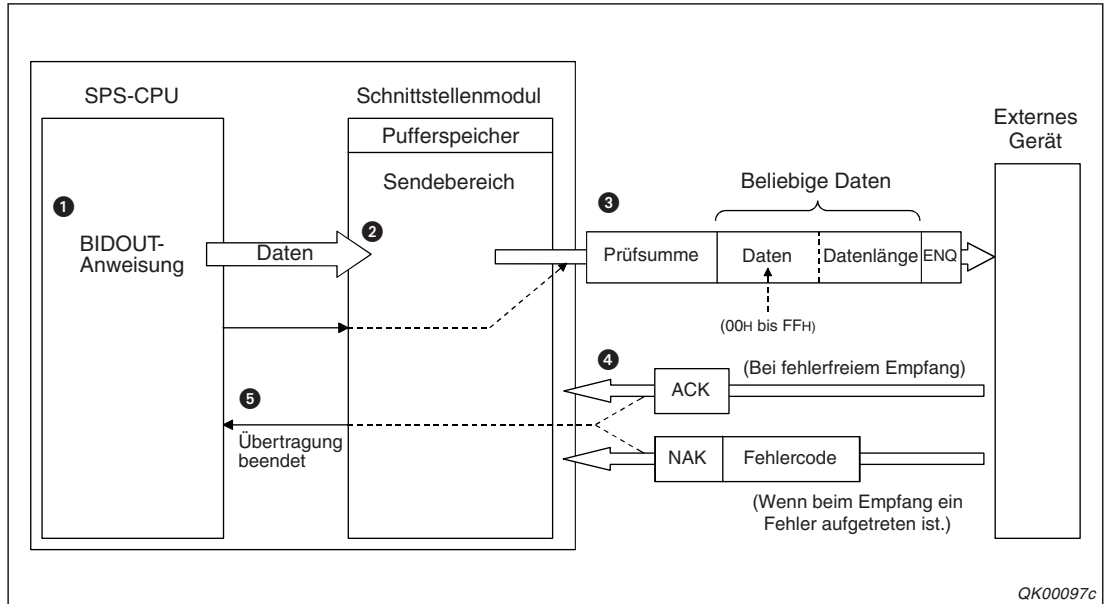 SPS-CPU
Schnittstellenmodul
Externes
Gerät
Pufferspeicher
Sendebereich
Beliebige Daten
❶
BIDOUT-
Anweisung
Daten
❷
❸
Prüfsumme
Daten
Datenlänge
ENQ
(00H bis FFH)
❹
(Bei fehlerfreiem Empfang)
ACK
❺
Übertragung
beendet
NAK
Fehlercode
(Wenn beim Empfang ein
Fehler aufgetreten ist.)
QK00097c